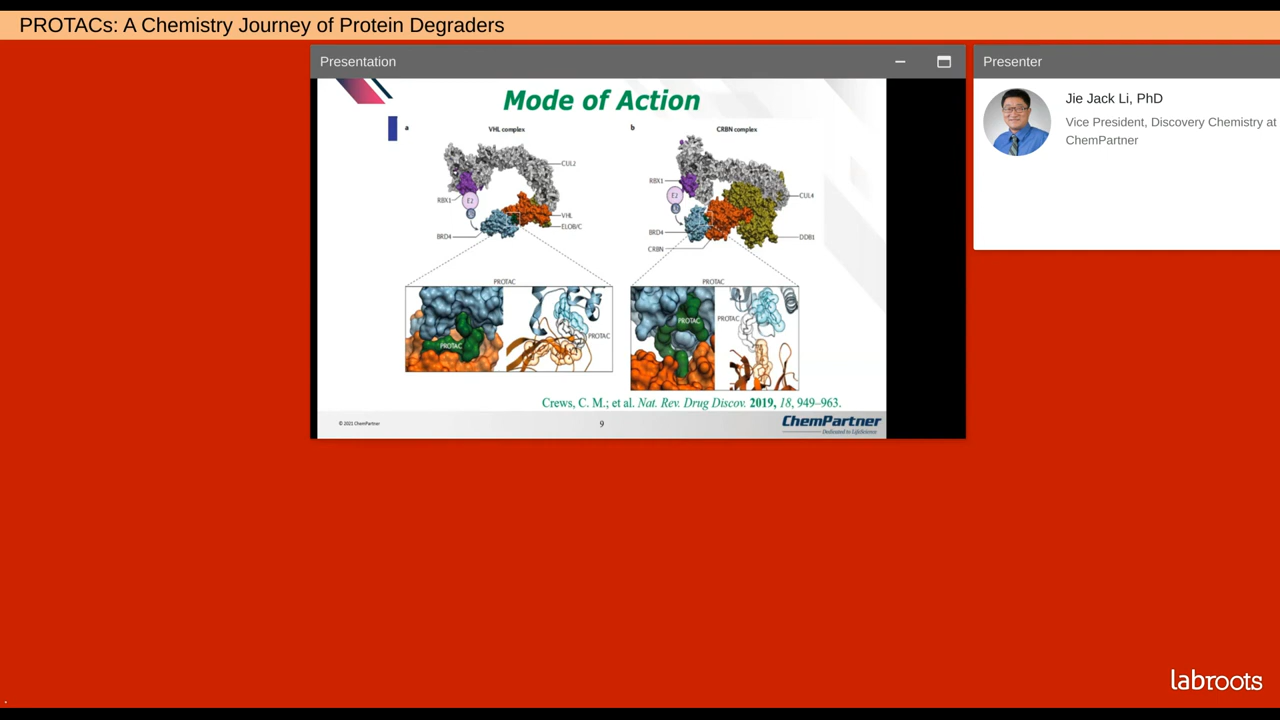 PROTACs: A Chemistry Journey of Protein Degraders
Presentation
Mode of Action
a
VHL complex
CUL2
RBX1
E2
U
VHL
ELOB/C
BRD4
PROTAC
PROTAC
PROTAC
b
CRBN complex
RBX1
CUL4
E2
U
BRD4
DDB1
CRBN
PROTAC
PROTAC
PROTAC
Crews, C. M.; et al. Nat. Rev. Drug Discov. 2019, 18, 949–963.
© 2021 ChemPartner
9
ChemPartner
Dedicated to LifeScience
Presenter
Jie Jack Li, PhD
Vice President, Discovery Chemistry at
ChemPartner
labroots